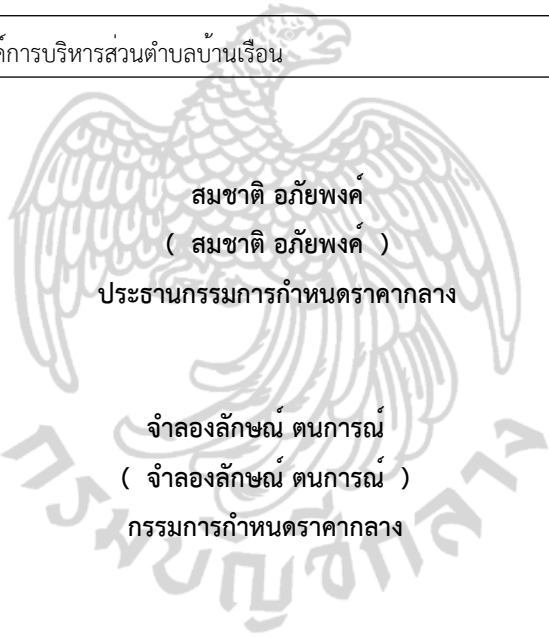 ค์การบริหารส่วนตำบลบ้านเรือน
สมชาติ อภัยพงค์
( สมชาติ อภัยพงค์ )
ประธานกรรมการกำหนดราคากลาง
จำลองลักษณ์ ตนการณ์
( จำลองลักษณ์ ตนการณ์ )
กรรมการกำหนดราคากลาง
กรมบัญชีกลาง